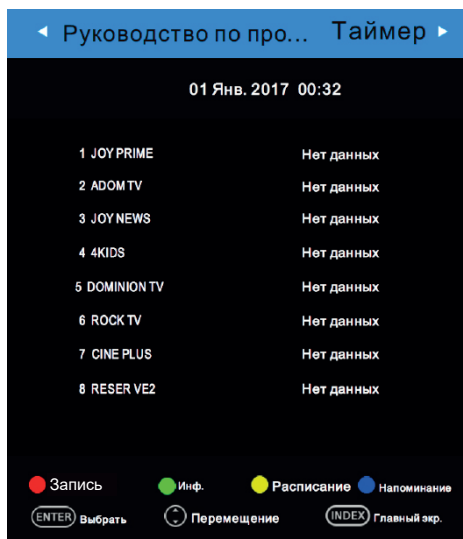 Руководство по про... Таймер
01 Янв. 2017 00:32
1 JOY PRIME Нет данных
2 ADOM TV Нет данных
3 JOY NEWS Нет данных
4 4KIDS Нет данных
5 DOMINION TV Нет данных
6 ROCK TV Нет данных
7 CINE PLUS Нет данных
8 RESER VE2 Нет данных
Запись Инф. Расписание Напоминание
ENTER Выбрать Перемещение INDEX Главный экр.